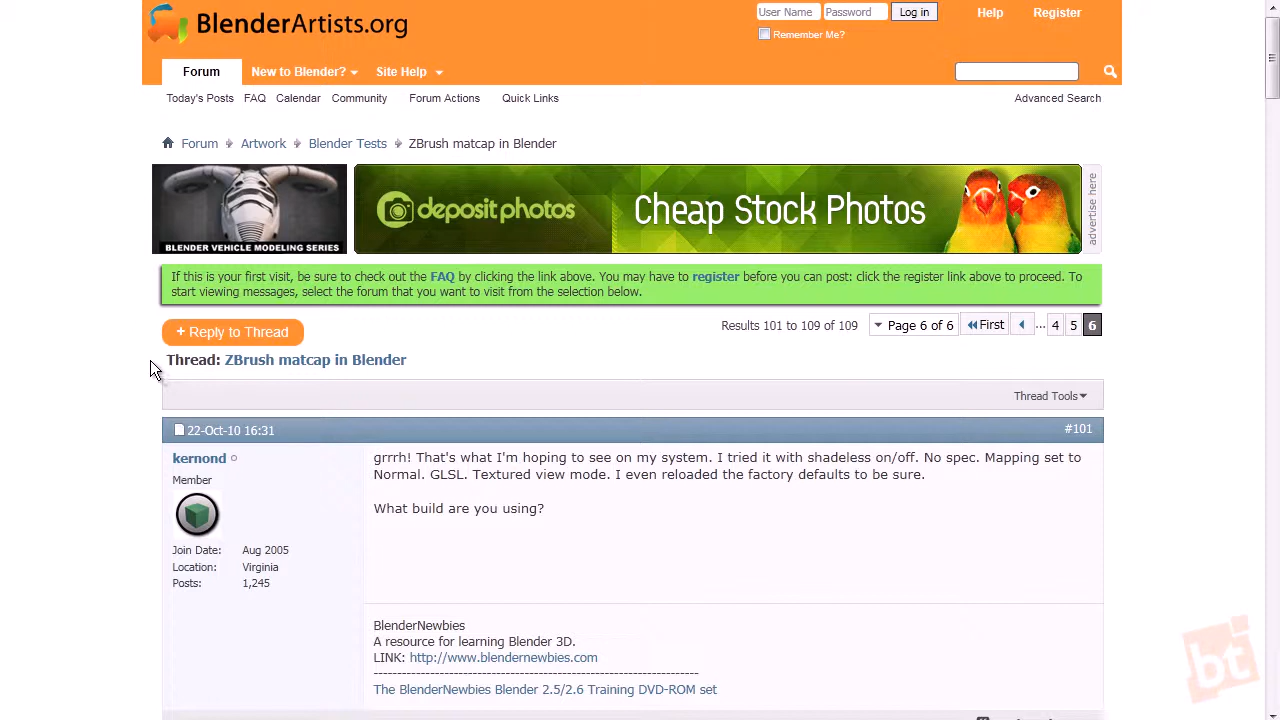 BlenderArtists.org
User Name Password Log in Help Register
Remember Me?
Forum New to Blender? Site Help
Today's Posts FAQ Calendar Community Forum Actions Quick Links Advanced Search
Forum Artwork Blender Tests ZBrush matcap in Blender
BLENDER VEHICLE MODELING SERIES
depositphotos Cheap Stock Photos
advertise here
If this is your first visit, be sure to check out the FAQ by clicking the link above. You may have to register before you can post: click the register link above to proceed. To
start viewing messages, select the forum that you want to visit from the selection below.
+ Reply to Thread Results 101 to 109 of 109 Page 6 of 6 First ... 4 5 6
Thread: ZBrush matcap in Blender
Thread Tools
22-Oct-10 16:31 #101
kernond
Member
Join Date: Aug 2005
Location: Virginia
Posts: 1,245
grrrh! That's what I'm hoping to see on my system. I tried it with shadeless on/off. No spec. Mapping set to
Normal. GLSL. Textured view mode. I even reloaded the factory defaults to be sure.
What build are you using?
BlenderNewbies
A resource for learning Blender 3D.
LINK: http://www.blendernewbies.com
-----------------------------------------------------------------
The BlenderNewbies Blender 2.5/2.6 Training DVD-ROM set
bt